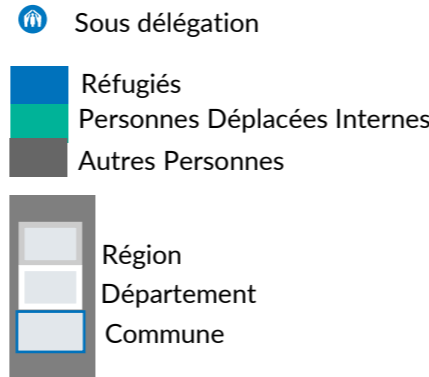 Sous délégation
Réfugiés
Personnes Déplacées Internes
Autres Personnes
Région
Département
Commune